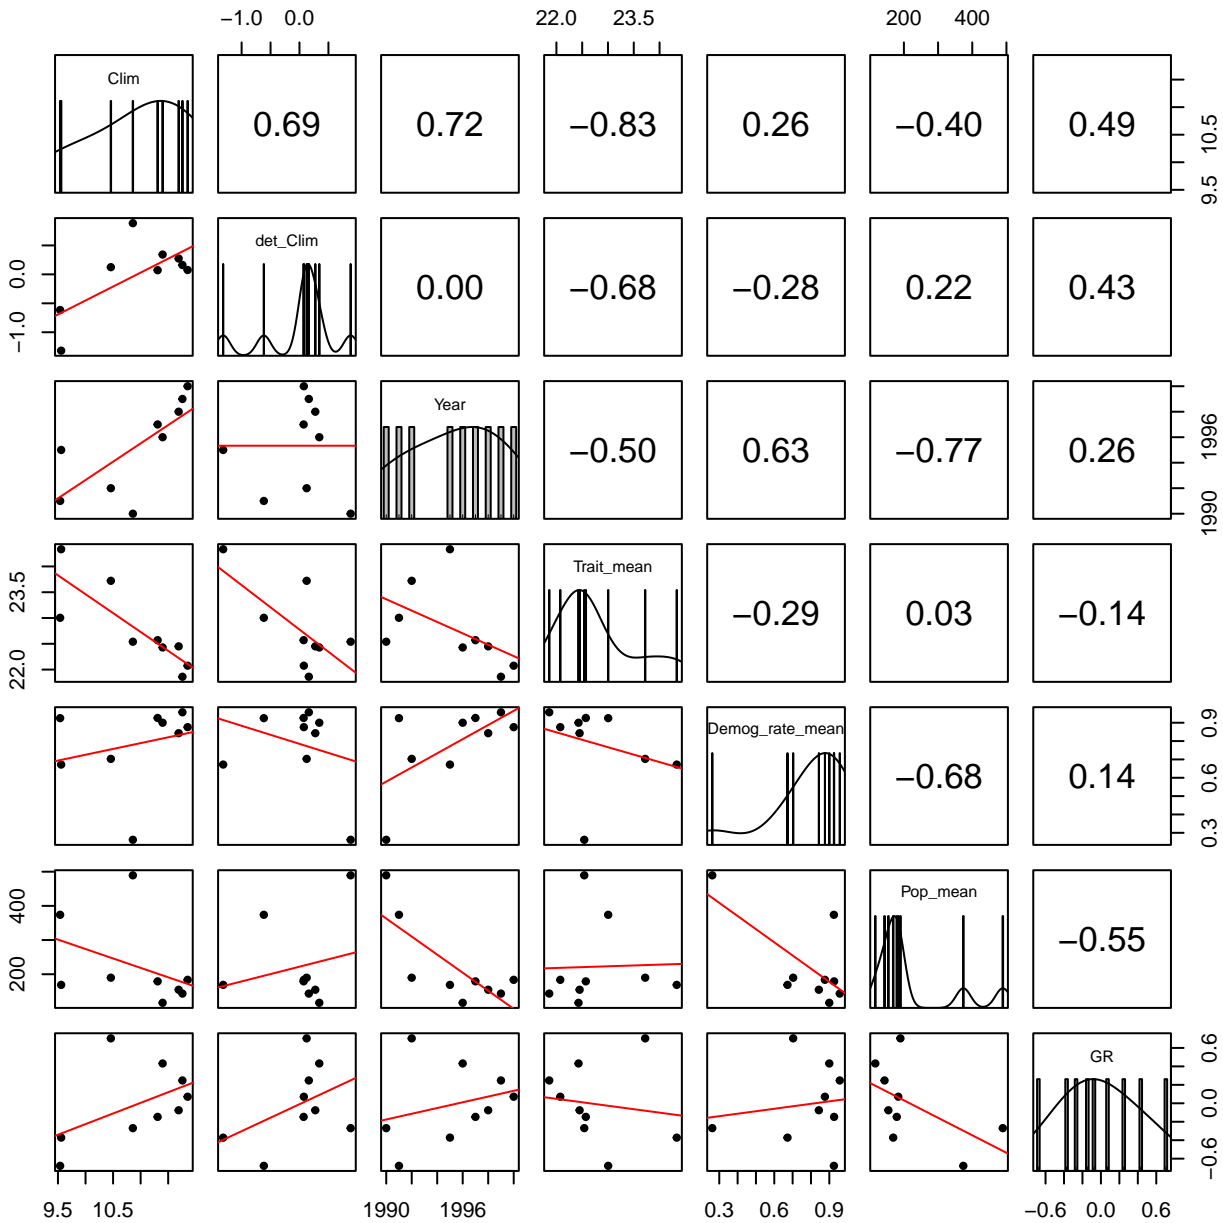 −1.0 0.0 22.0 23.5 200 400
Clim 0.69 0.72 −0.83 0.26 −0.40 0.49 9.5 10.5
−1.0 0.0 det_Clim 0.00 −0.68 −0.28 0.22 0.43
Year −0.50 0.63 −0.77 0.26 1990 1996
22.0 23.5 Trait_mean −0.29 0.03 −0.14
Demog_rate_mean −0.68 0.14 0.3 0.6 0.9
200 400 Pop_mean −0.55
GR −0.6 0.0 0.6
9.5 10.5 1990 1996 0.3 0.6 0.9 −0.6 0.0 0.6